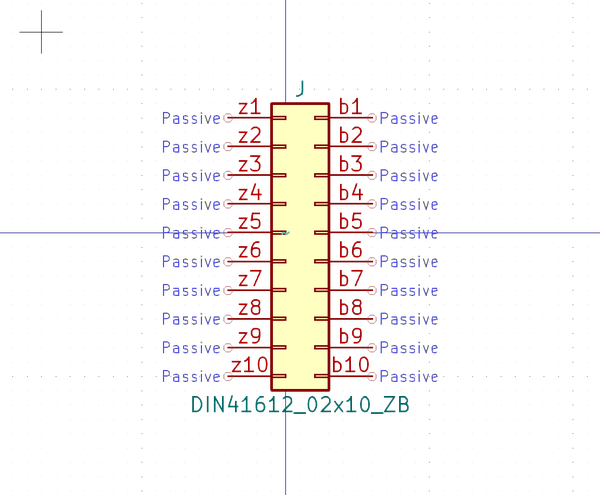 J
z1 b1
Passive Passive
z2 b2
Passive Passive
z3 b3
Passive Passive
z4 b4
Passive Passive
z5 b5
Passive Passive
z6 b6
Passive Passive
z7 b7
Passive Passive
z8 b8
Passive Passive
z9 b9
Passive Passive
z10 b10
Passive Passive
DIN41612_02x10_ZB